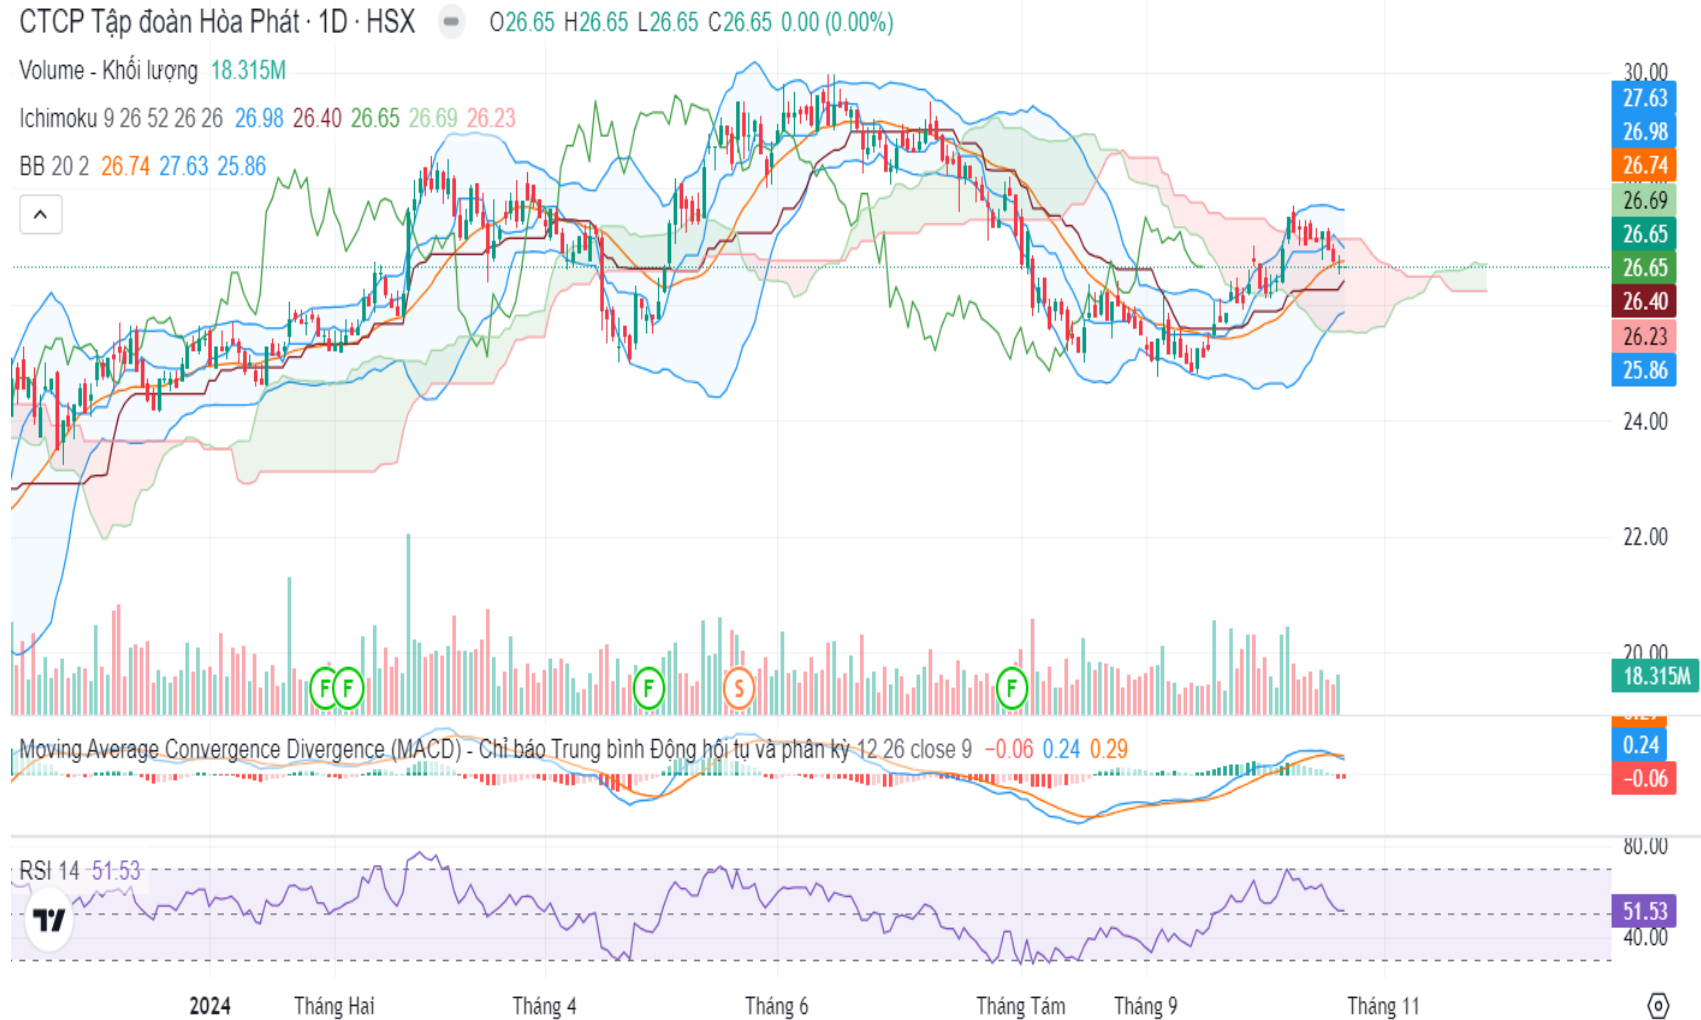 CTCP Tập đoàn Hòa Phát · 1D · HSX O26.65 H26.65 L26.65 C26.65 0.00 (0.00%)
Volume - Khối lượng 18.315M
Ichimoku 9 26 52 26 26 26.98 26.40 26.65 26.69 26.23
BB 20 2 26.74 27.63 25.86
30.00
27.63
26.98
26.74
26.69
26.65
26.65
26.40
26.23
25.86
24.00
22.00
20.00
18.315M
F F F S F
Moving Average Convergence Divergence (MACD) - Chỉ báo Trung bình Động hội tụ và phân kỳ 12 26 close 9 −0.06 0.24 0.29
0.24
−0.06
80.00
RSI 14 51.53
51.53
40.00
2024 Tháng Hai Tháng 4 Tháng 6 Tháng Tám Tháng 9 Tháng 11